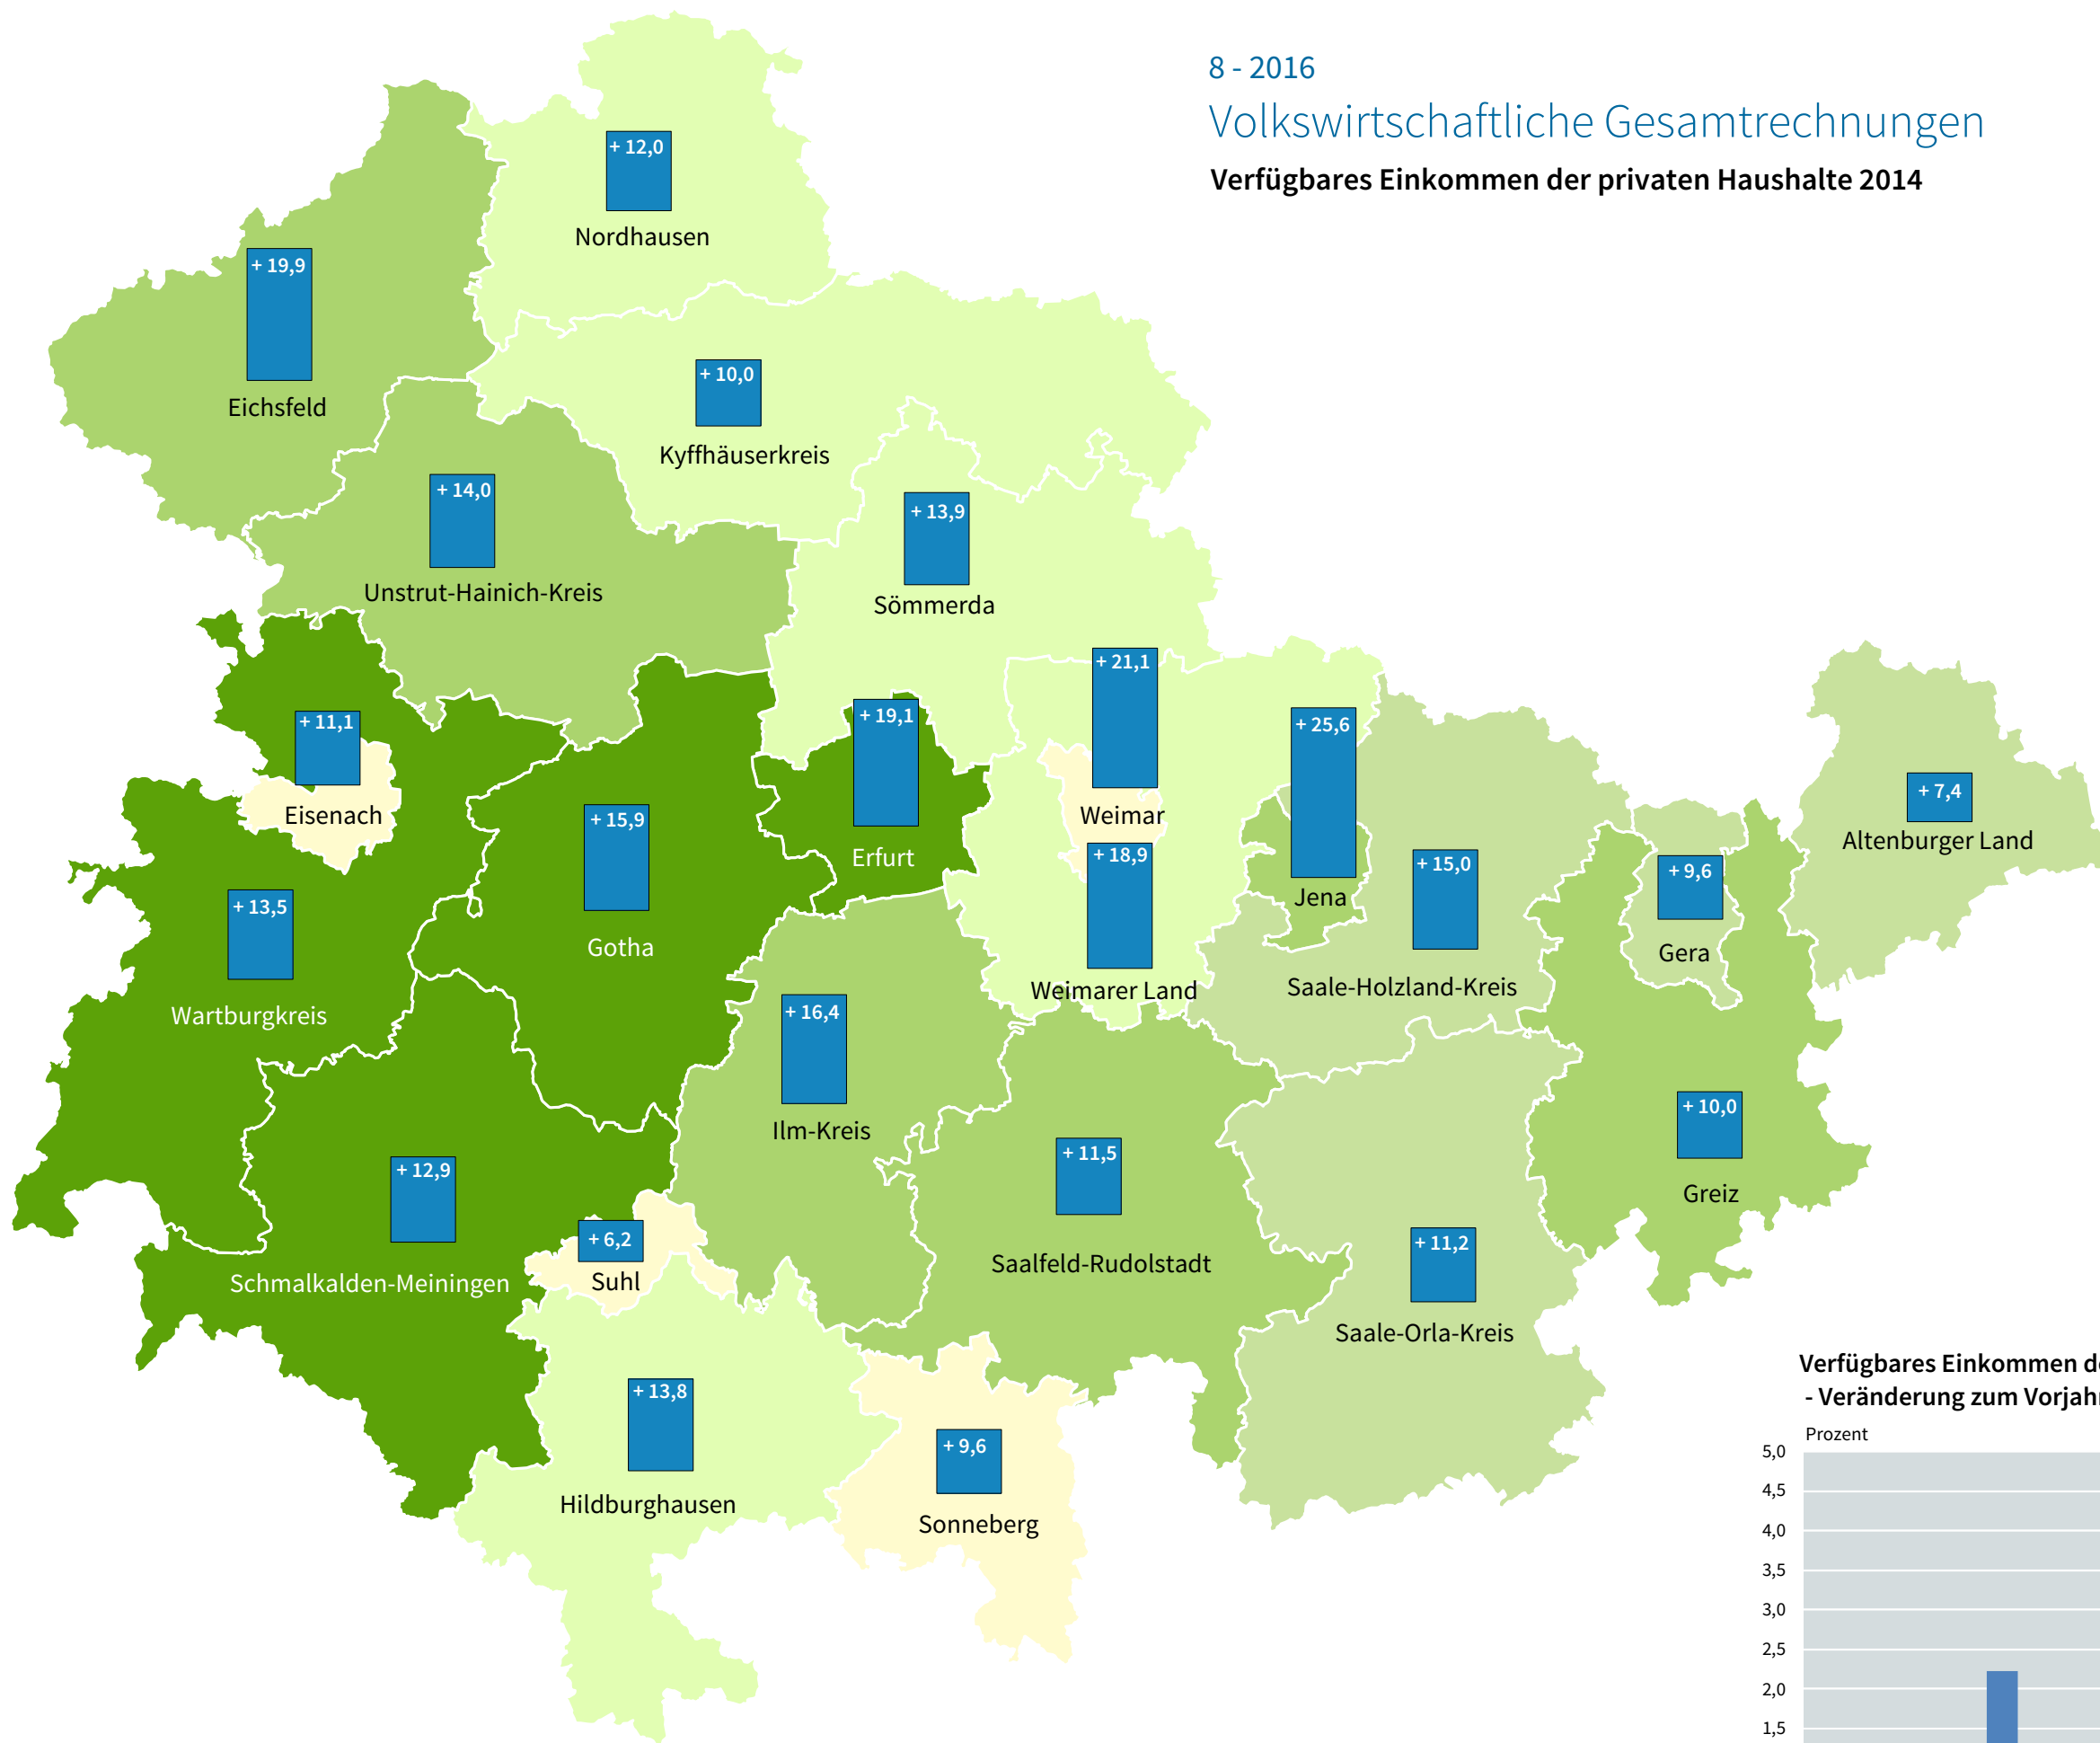 8 - 2016
Volkswirtschaftliche Gesamtrechnungen
Verfügbares Einkommen der privaten Haushalte 2014
+ 12,0
Nordhausen
+ 19,9
Eichsfeld
+ 10,0
Kyffhäuserkreis
+ 14,0
Unstrut-Hainich-Kreis
+ 13,9
Sömmerda
+ 21,1
Weimar
+ 11,1
Eisenach
+ 19,1
Erfurt
+ 25,6
Jena
+ 7,4
Altenburger Land
+ 15,9
Gotha
+ 18,9
Weimarer Land
+ 15,0
Saale-Holzland-Kreis
+ 9,6
Gera
+ 13,5
Wartburgkreis
+ 16,4
Ilm-Kreis
+ 10,0
Greiz
+ 12,9
Schmalkalden-Meiningen
+ 11,5
Saalfeld-Rudolstadt
+ 6,2
Suhl
+ 11,2
Saale-Orla-Kreis
+ 13,8
Hildburghausen
+ 9,6
Sonneberg
Verfügbares Einkommen
- Veränderung zum Vorjahr
Prozent
5,0
4,5
4,0
3,5
3,0
2,5
2,0
1,5